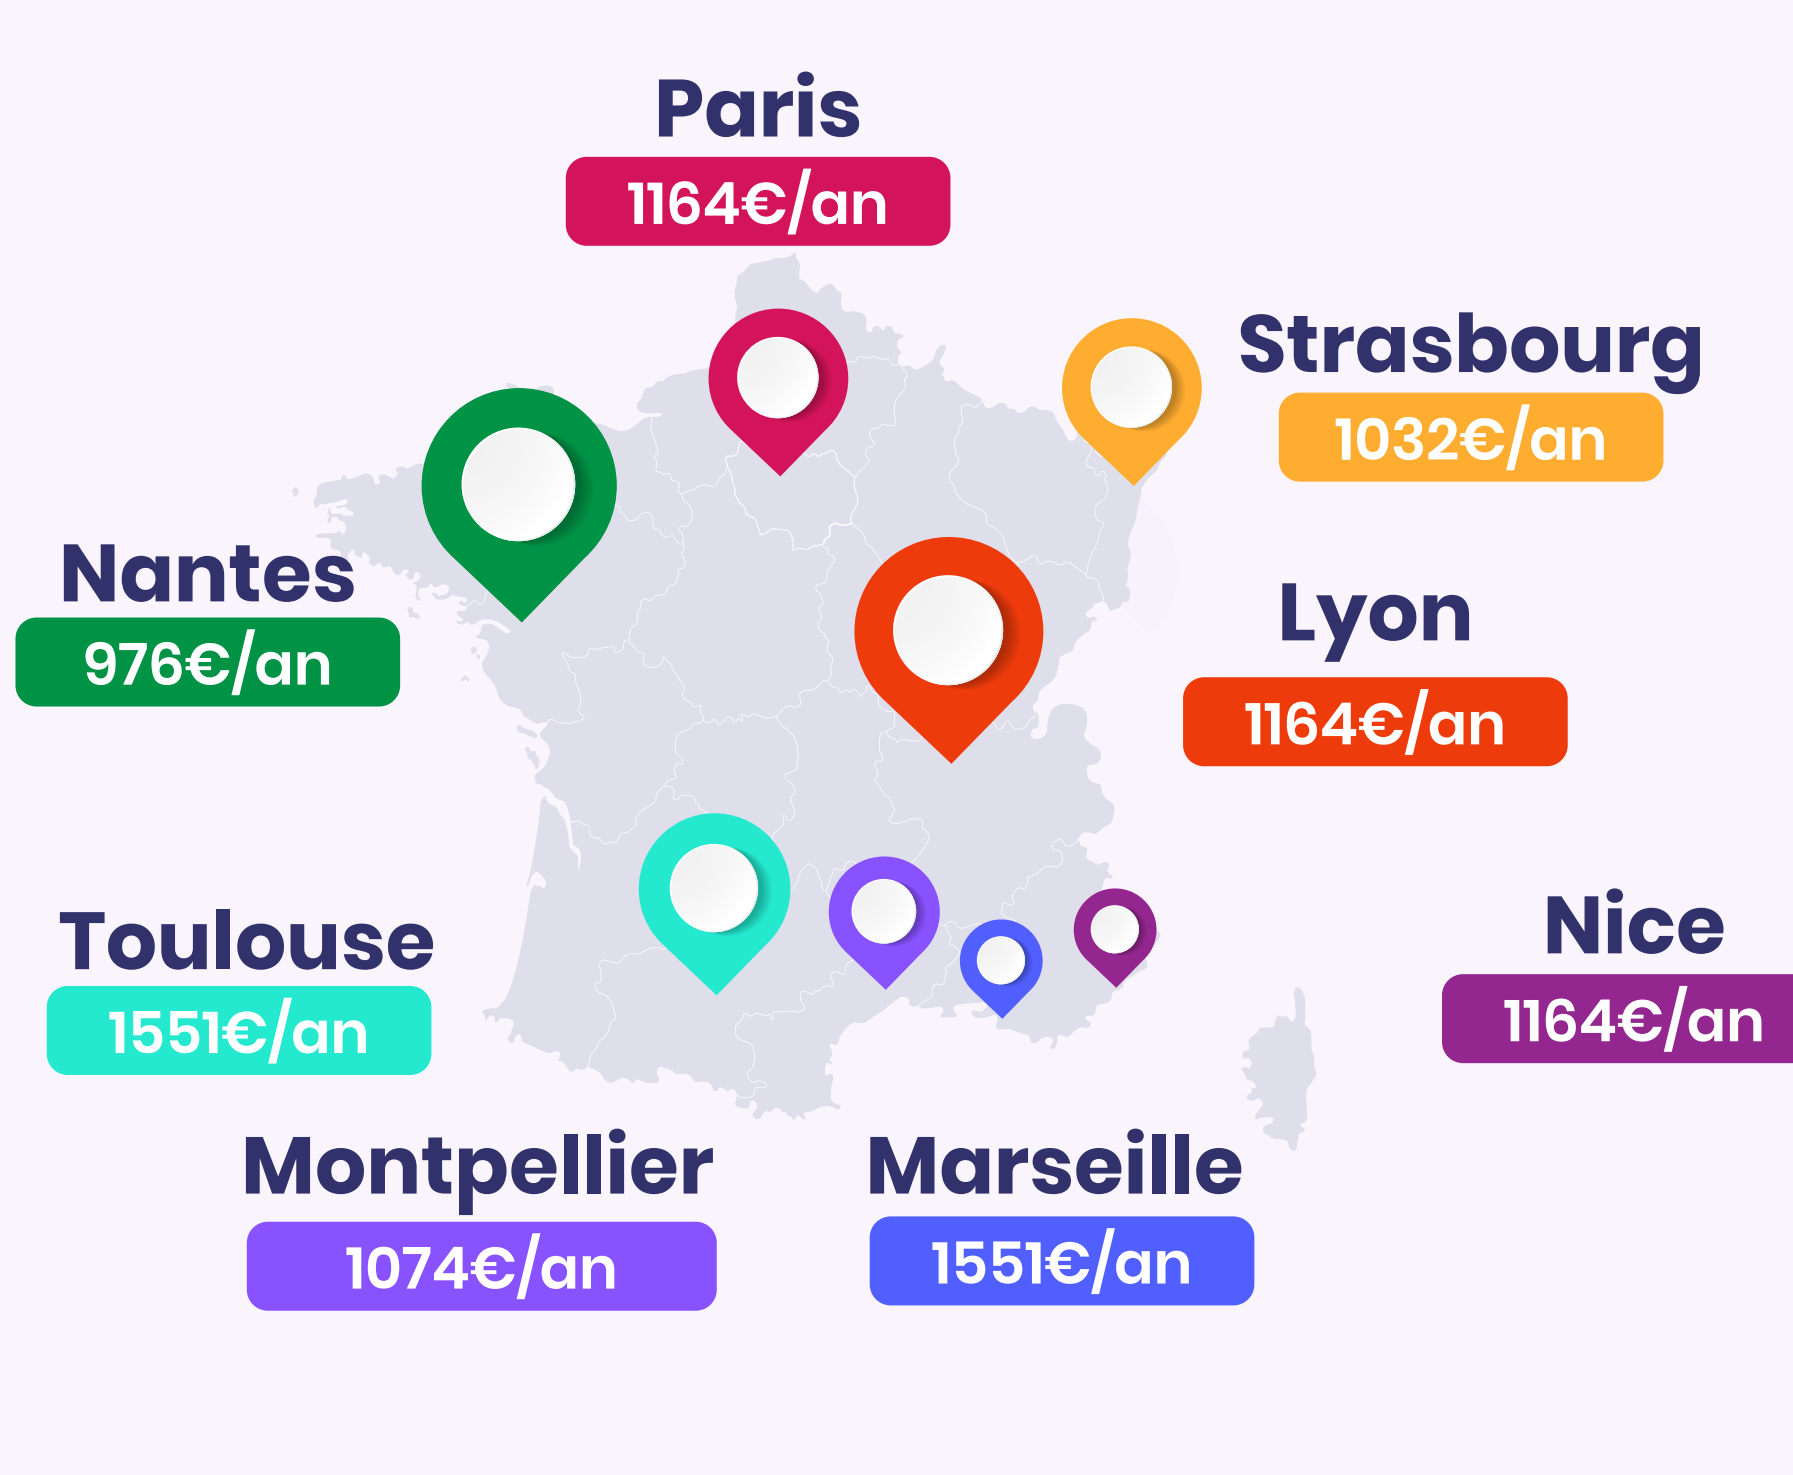 Paris
1164€/an
Strasbourg
1032€/an
Nantes
976€/an
Lyon
1164€/an
Toulouse
1551€/an
Nice
1164€/an
Montpellier
1074€/an
Marseille
1551€/an